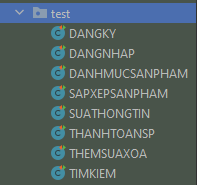 test
DANGKY
DANGNHAP
DANHMUCSANPHAM
SAPXEPSANPHAM
SUATHONGTIN
THANHTOANSP
THEMSUAXOA
TIMKIEM